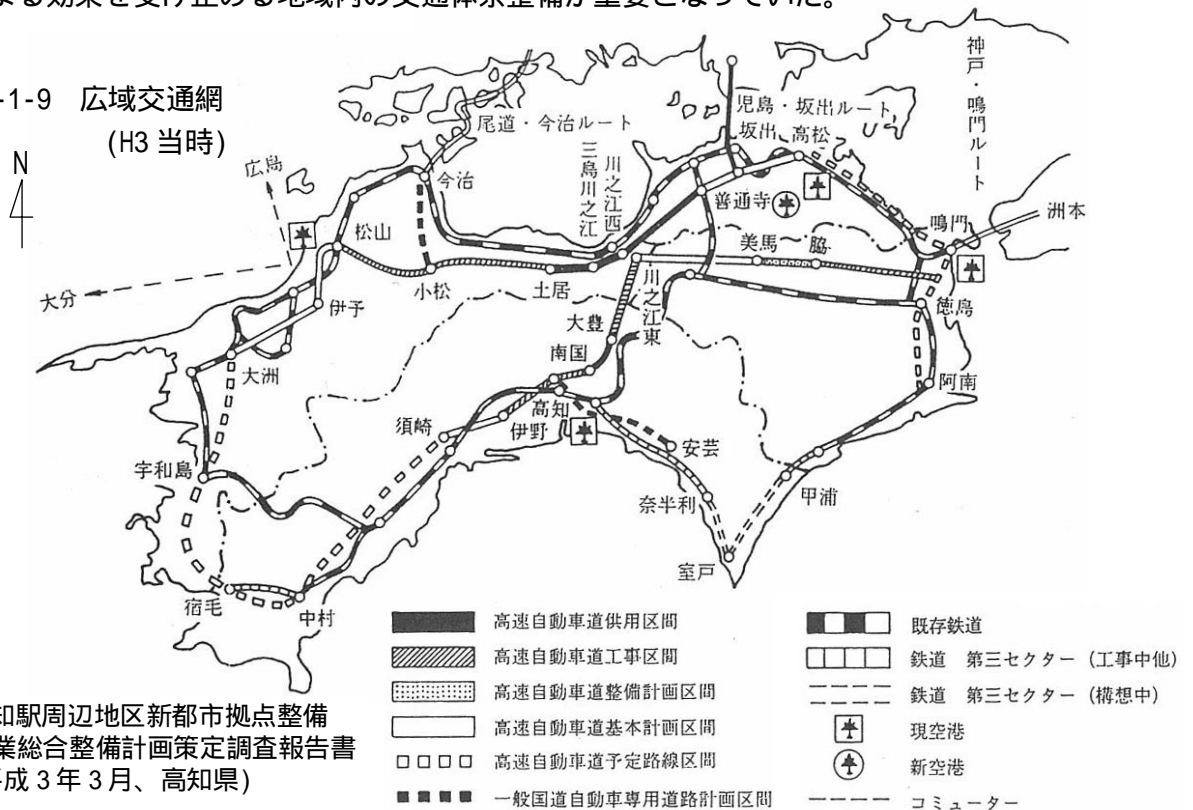 よる効果を受け止める地域内の交通体系整備が重要となっていた。
-1-9 広域交通網
(H3 当時)
N
神戸・鳴門ルート
児島・坂出ルート
尾道・今治ルート
坂出
高松
広島
今治
三島川之江
川之江西
善通寺
鳴門
洲本
松山
美馬
脇
大分
小松
土居
川之江東
徳島
伊予
大豊
大洲
南国
阿南
高知
須崎
伊野
安芸
宇和島
甲浦
奈半利
室戸
宿毛
中村
高速自動車道供用区間
高速自動車道工事区間
高速自動車道整備計画区間
高速自動車道基本計画区間
高速自動車道予定路線区間
一般国道自動車専用道路計画区間
既存鉄道
鉄道 第三セクター (工事中他)
鉄道 第三セクター (構想中)
現空港
新空港
コミューター
知駅周辺地区新都市拠点整備
業総合整備計画策定調査報告書
平成3年3月、高知県)